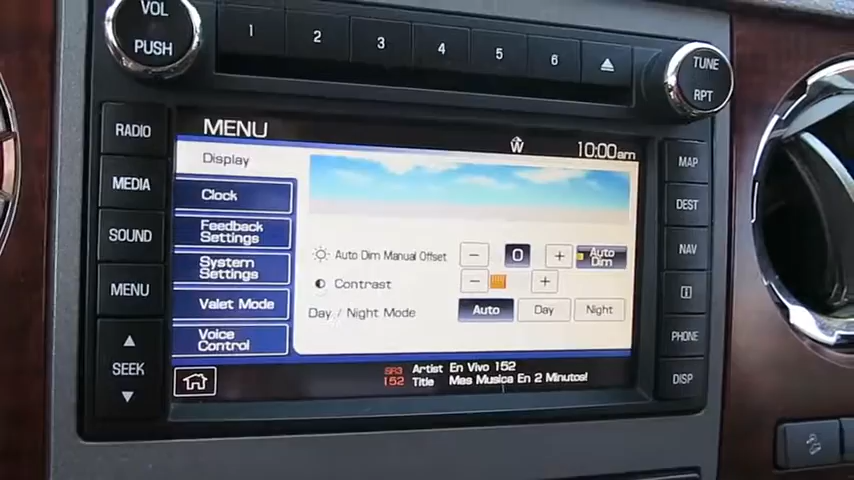 VOL
PUSH
1 2 3 4 5 6
TUNE
RPT
RADIO
MEDIA
SOUND
MENU
SEEK
MENU
W
10:00AM
Display
Clock
Feedback
Settings
System
Settings
Valet Mode
Voice
Control
Auto Dim Manual Offset
− 0 +
Auto
Dim
Contrast
− +
Day / Night Mode
Auto Day Night
SR3
152
Artist En Vivo 152
Title Mas Musica En 2 Minutos!
MAP
DEST
NAV
i
PHONE
DISP